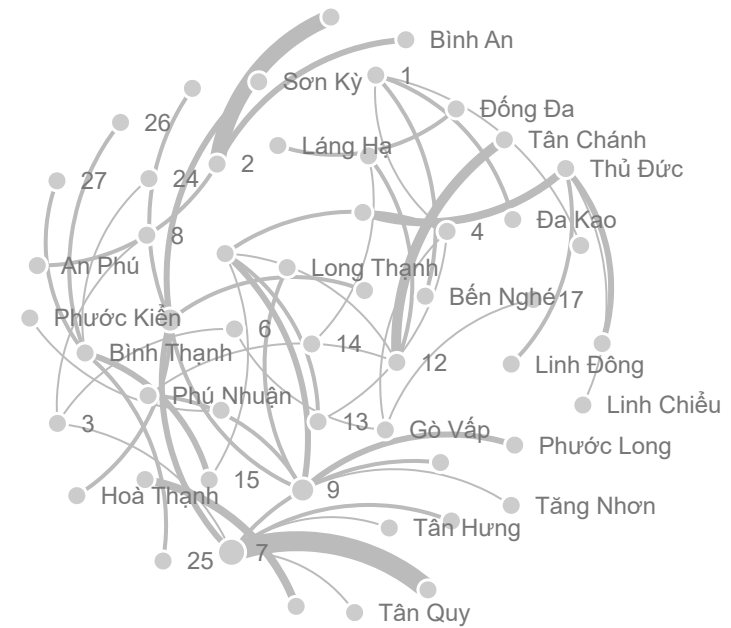 Bình An
1
Sơn Kỳ
Đống Đa
26
Tân Chánh
Láng Hạ
2
Thủ Đức
27
24
Đa Kao
4
8
An Phú
Long Thạnh
Bến Nghé
17
Phước Kiển
6
14
Bình Thạnh
12
Linh Đông
Phú Nhuận
Linh Chiểu
3
13
Gò Vấp
Phước Long
15
9
Hoà Thạnh
Tăng Nhơn
Tân Hưng
25
7
Tân Quy